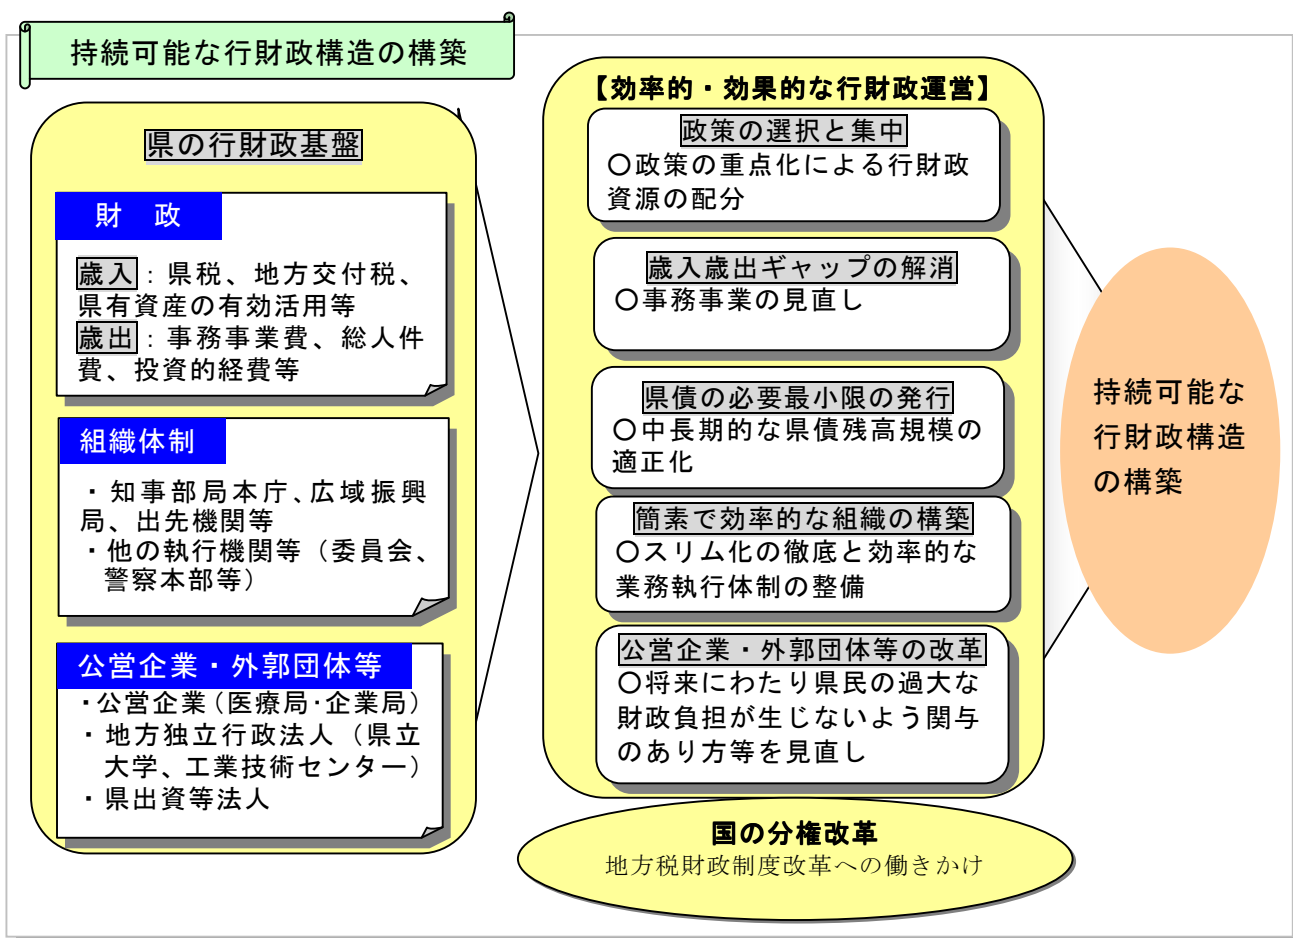 持続可能な行財政構造の構築
県の行財政基盤
財　政
歳入：県税、地方交付税、
県有資産の有効活用等
歳出：事務事業費、総人件
費、投資的経費等
組織体制
・知事部局本庁、広域振興
局、出先機関等
・他の執行機関等（委員会、
警察本部等）
公営企業・外郭団体等
・公営企業（医療局・企業局）
・地方独立行政法人（県立
大学、工業技術センター）
・県出資等法人
【効率的・効果的な行財政運営】
政策の選択と集中
○政策の重点化による行財政
資源の配分
歳入歳出ギャップの解消
○事務事業の見直し
県債の必要最小限の発行
○中長期的な県債残高規模の
適正化
簡素で効率的な組織の構築
○スリム化の徹底と効率的な
業務執行体制の整備
公営企業・外郭団体等の改革
○将来にわたり県民の過大な
財政負担が生じないよう関与
のあり方等を見直し
国の分権改革
地方税財政制度改革への働きかけ
持続可能な
行財政構造
の構築